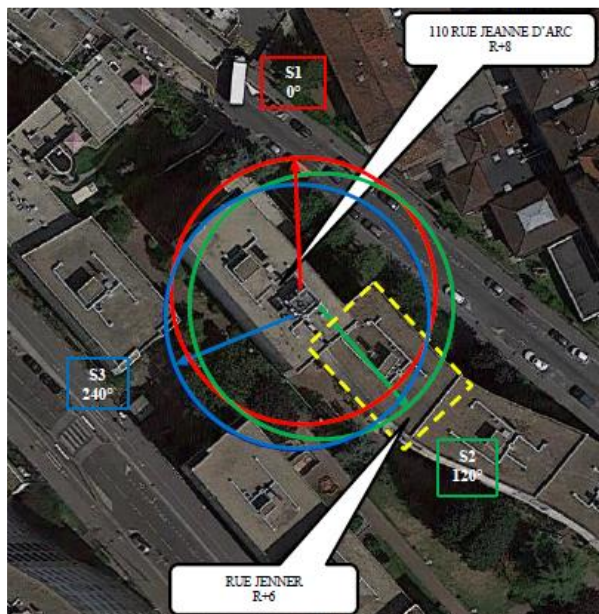 110 RUE JEANNE D'ARC
R+8
S1
0°
S3
240°
S2
120°
RUE JENNER
R+6